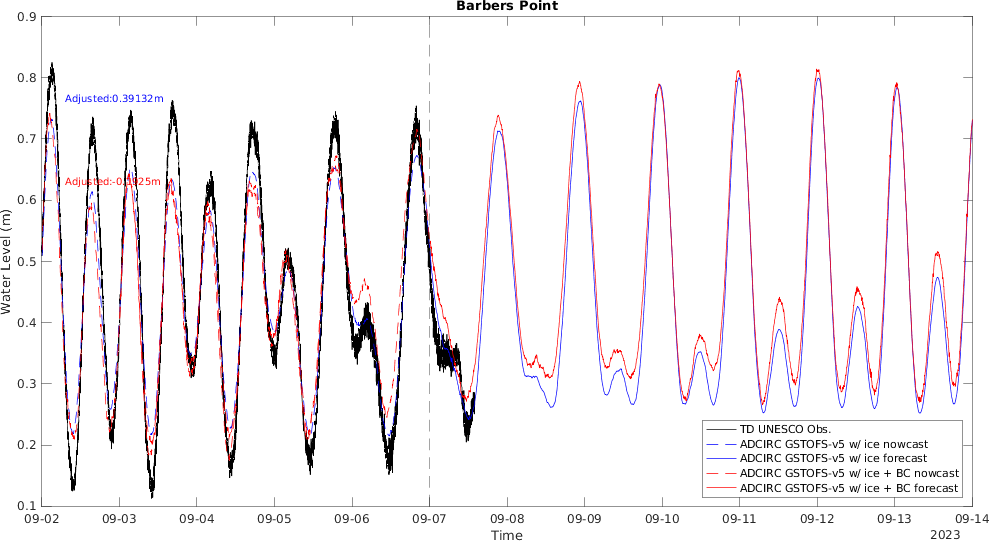 Barbers Point
0.9
0.8
0.7
0.6
0.5
0.4
0.3
0.2
0.1
Water Level (m)
Adjusted:0.39132m
TD UNESCO Obs.
ADCIRC GSTOFS-v5 w/ ice nowcast
ADCIRC GSTOFS-v5 w/ ice forecast
ADCIRC GSTOFS-v5 w/ ice + BC nowcast
ADCIRC GSTOFS-v5 w/ ice + BC forecast
09-02 09-03 09-04 09-05 09-06 09-07 09-08 09-09 09-10 09-11 09-12 09-13 09-14
Time
2023